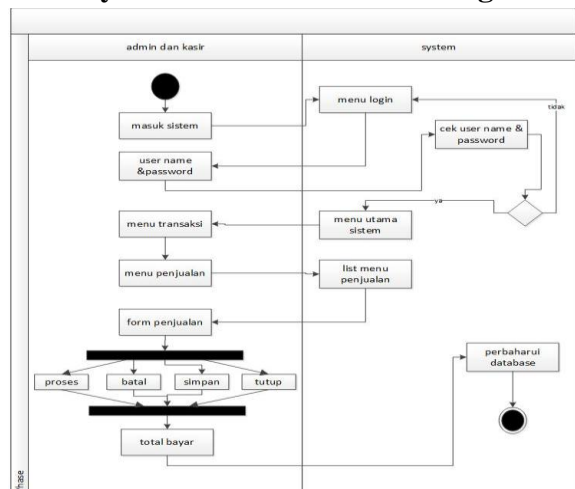 admin dan kasir
system
masuk sistem
menu login
tidak
cek user name &
password
user name
&password
ya
menu transaksi
menu utama
sistem
menu penjualan
list menu
penjualan
form penjualan
proses
batal
simpan
tutup
perbaharui
database
total bayar